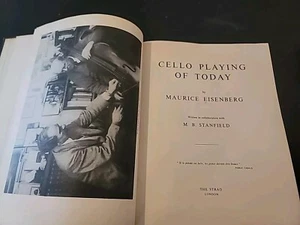 CELLO PLAYING
OF TODAY
by
MAURICE EISENBERG
Written in collaboration with
M. B. STANFIELD
THE STRAD
LONDON